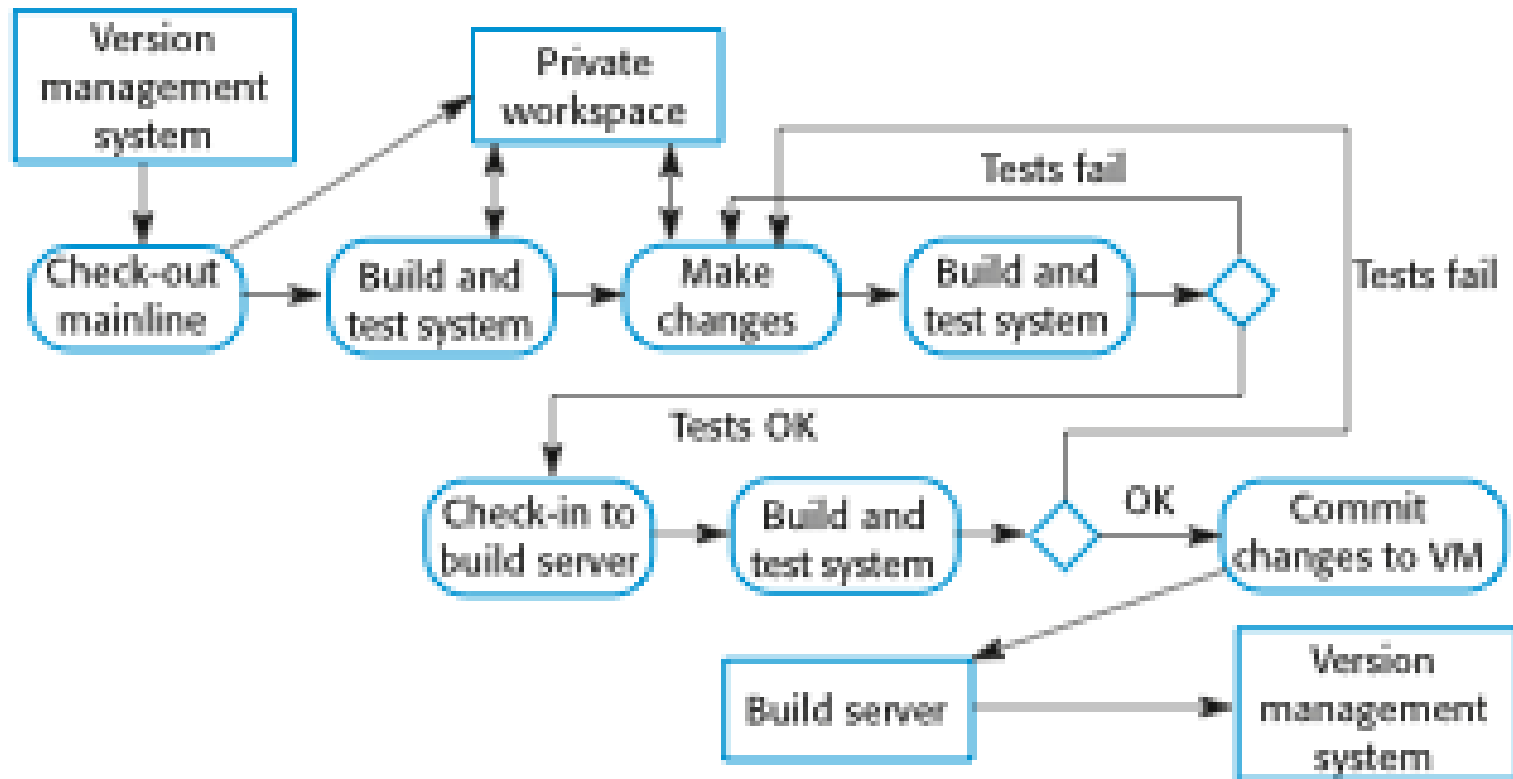 Version
management
system
Private
workspace
Tests fail
Check-out
mainline
Build and
test system
Make
changes
Build and
test system
Tests fail
Tests OK
Check-in to
build server
Build and
test system
OK
Commit
changes to VM
Build server
Version
management
system